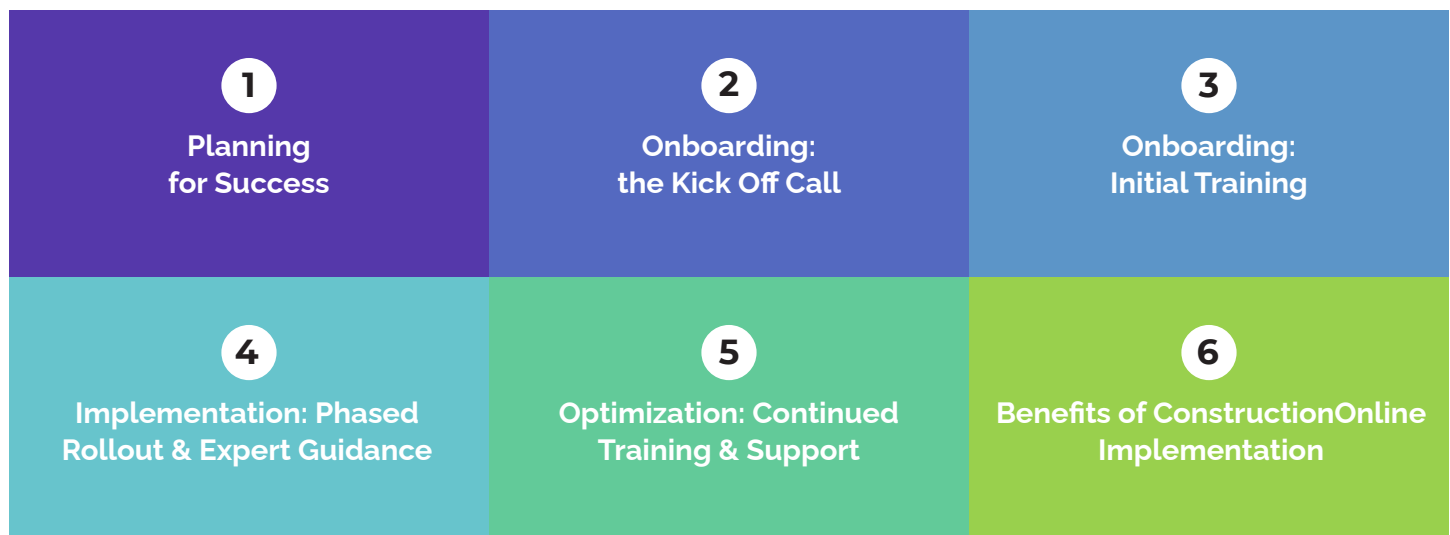 1
Planning
for Success
2
Onboarding:
the Kick Off Call
3
Onboarding:
Initial Training
4
Implementation: Phased
Rollout & Expert Guidance
5
Optimization: Continued
Training & Support
6
Benefits of ConstructionOnline
Implementation